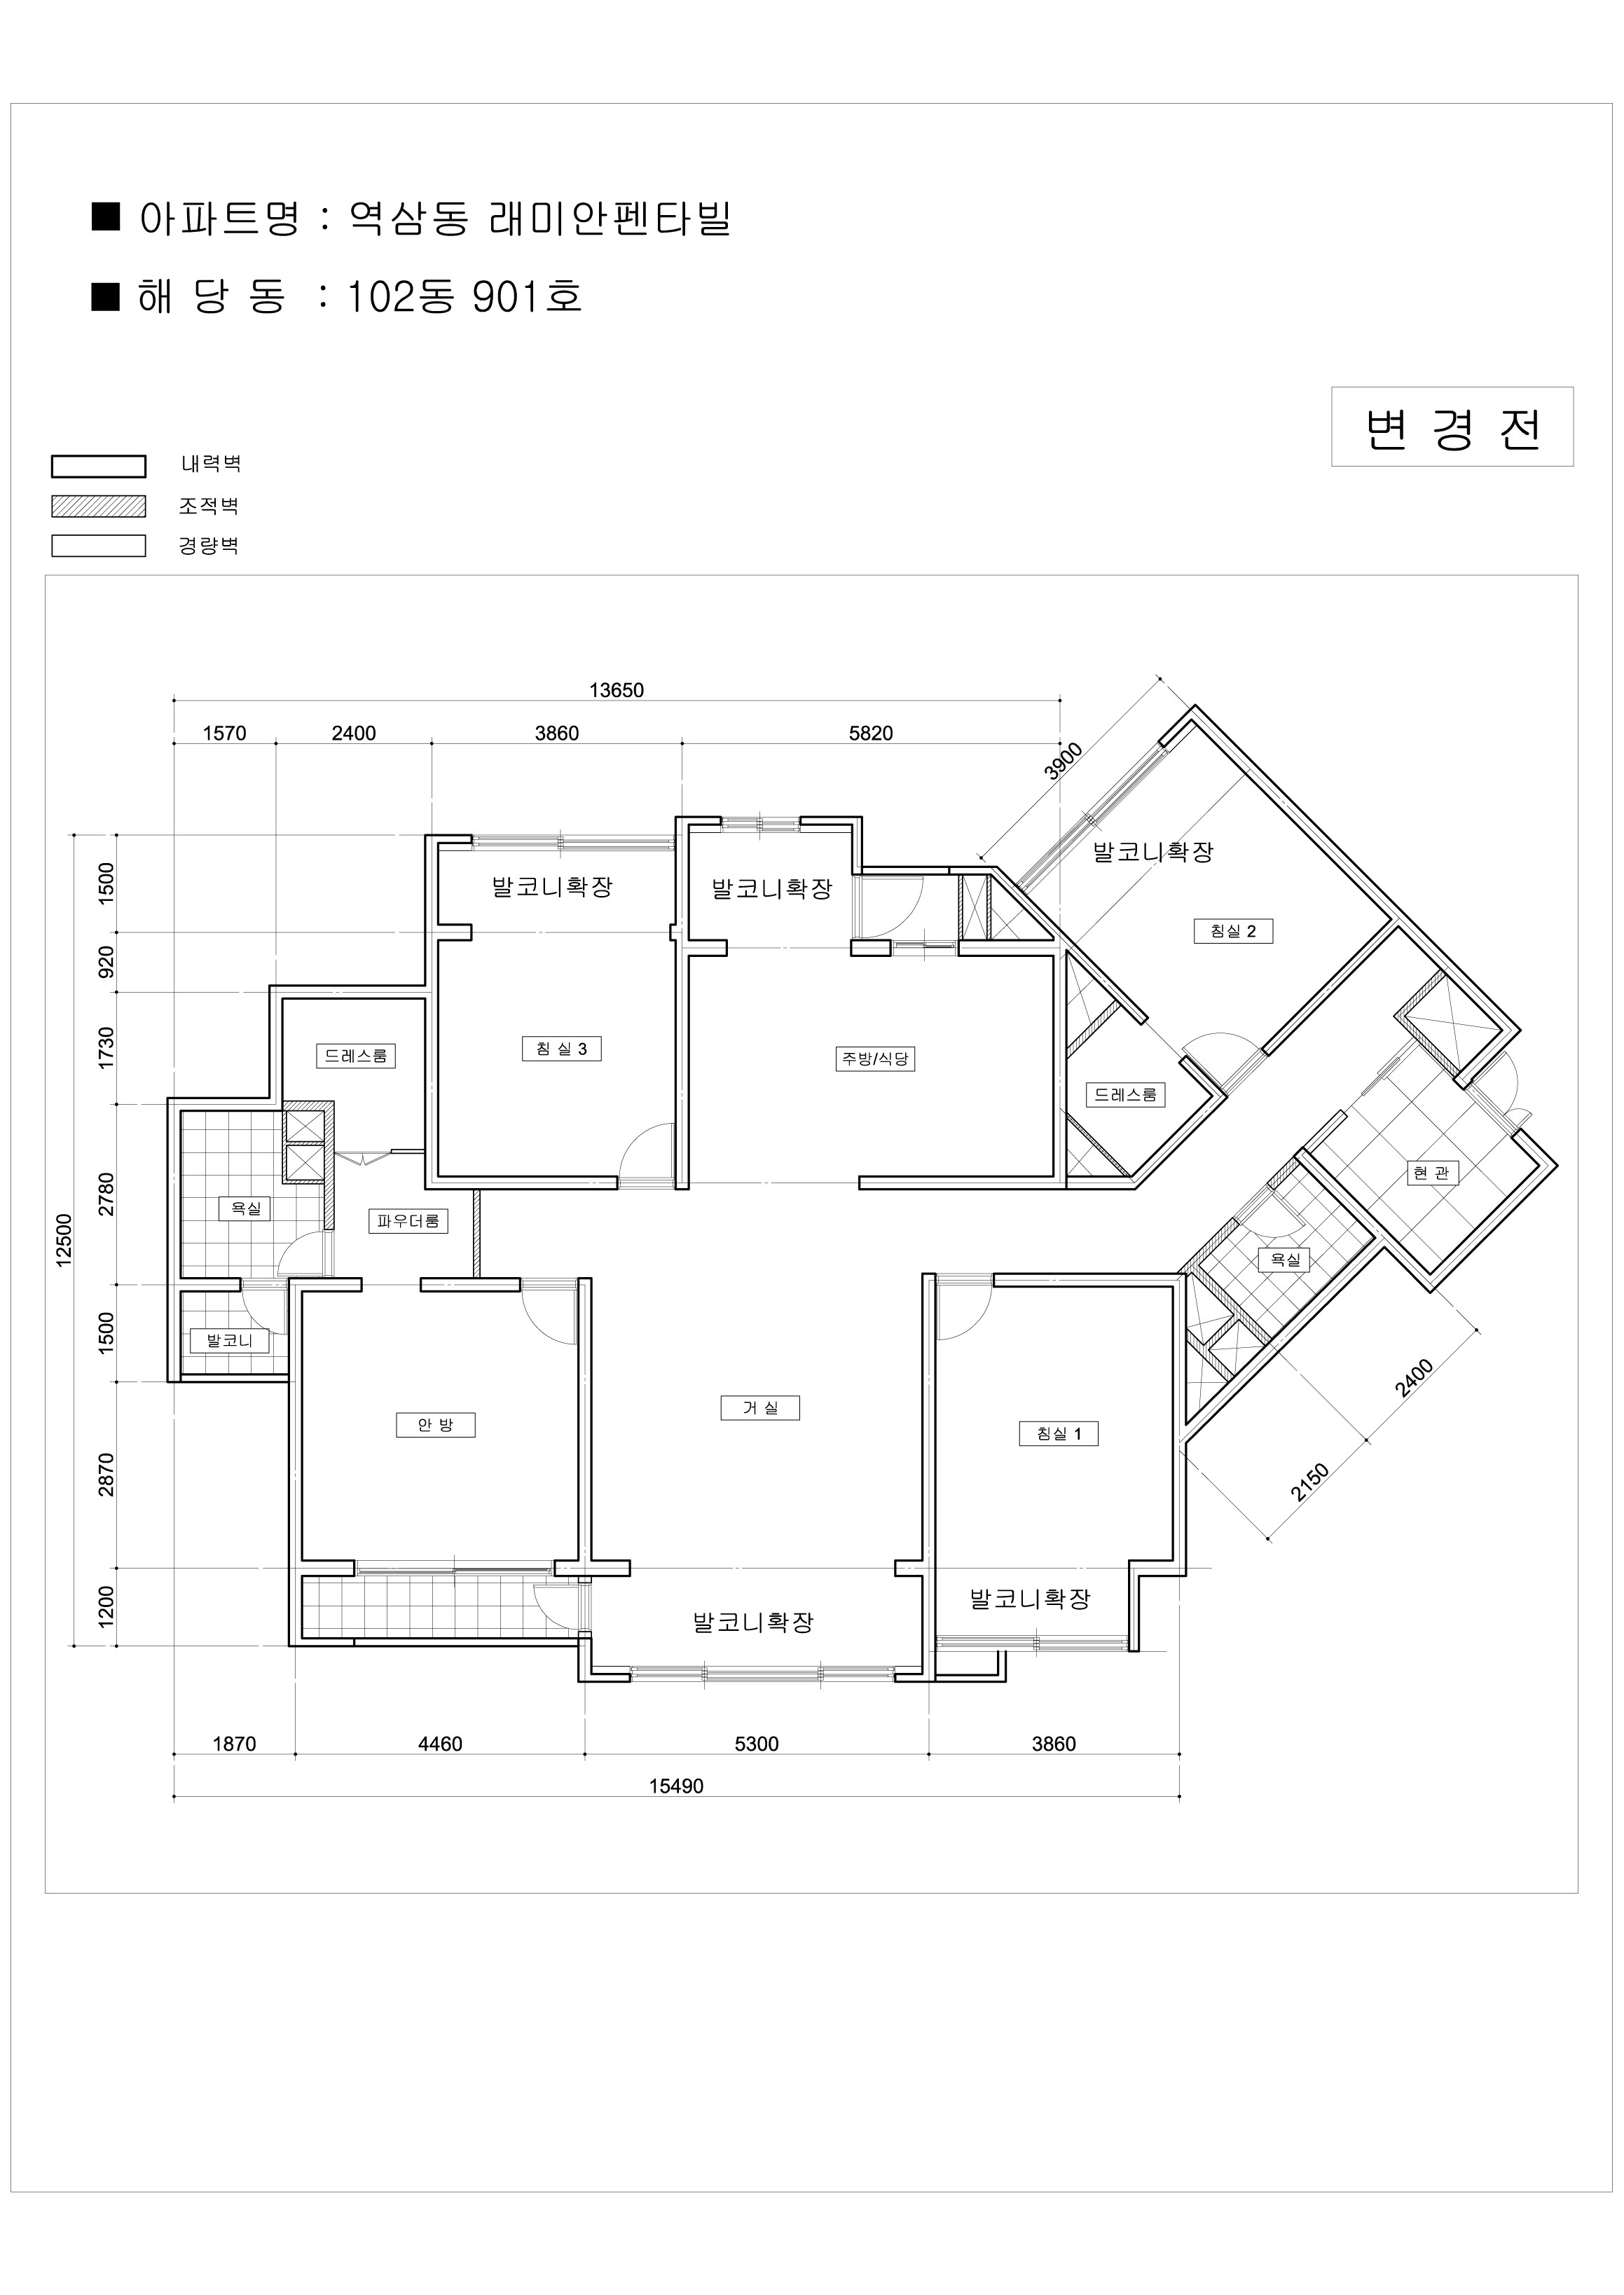 ■ 아파트명 : 역삼동 래미안펜타빌
■ 해 당 동 : 102동 901호
변 경 전
내력벽
조적벽
경량벽
13650
1570 2400 3860 5820
3900
1500
920
1730
2780
1500
2870
1200
12500
발코니확장
발코니확장
발코니확장
침실 2
드레스룸
침 실 3
주방/식당
드레스룸
현 관
욕실
파우더룸
욕실
발코니
안 방
거 실
침실 1
2400
2150
발코니확장
발코니확장
1870 4460 5300 3860
15490